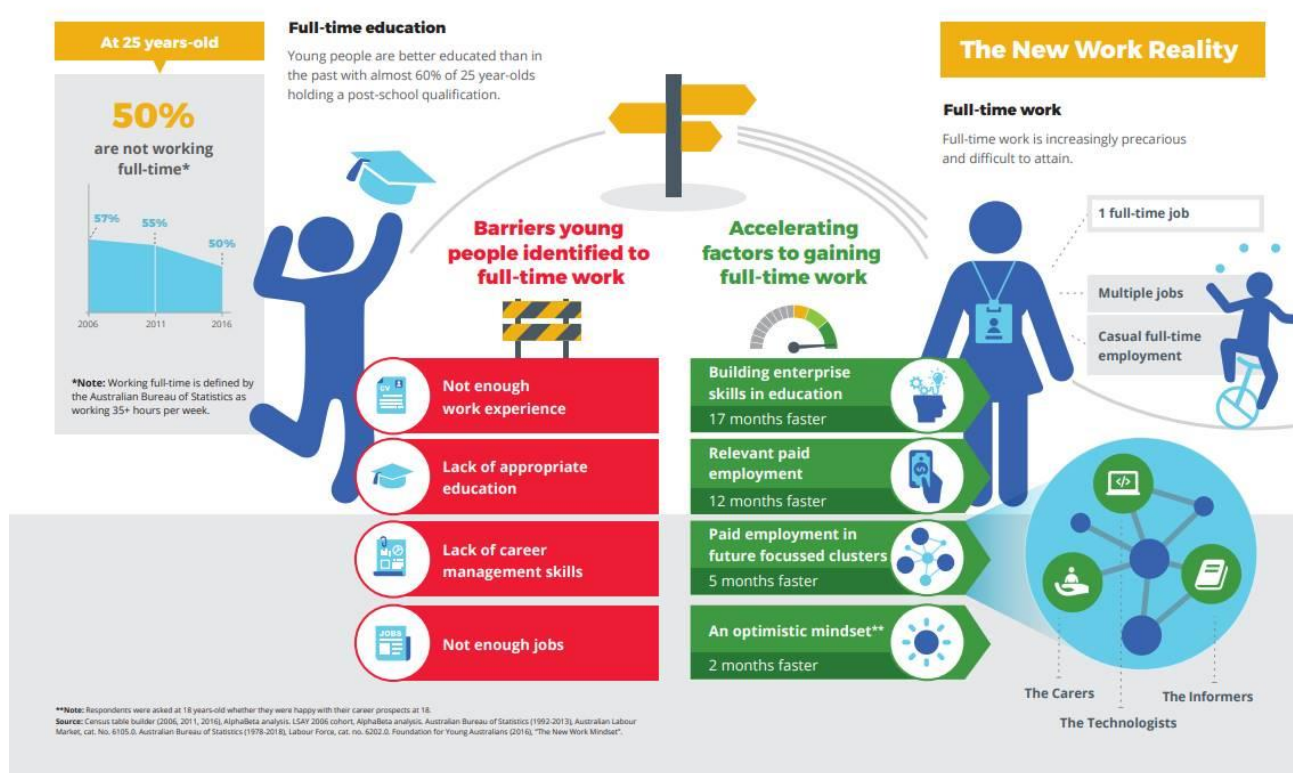 At 25 years-old
50%
are not working
full-time*
57%
55%
50%
2006
2011
2016
*Note: Working full-time is defined by
the Australian Bureau of Statistics as
working 35+ hours per week.
Full-time education
Young people are better educated than in
the past with almost 60% of 25 year-olds
holding a post-school qualification.
Barriers young
people identified to
full-time work
CV
Not enough
work experience
Lack of appropriate
education
Lack of career
management skills
JOBS
Not enough jobs
Accelerating
factors to gaining
full-time work
Building enterprise
skills in education
17 months faster
Relevant paid
employment
12 months faster
Paid employment in
future focussed clusters
5 months faster
An optimistic mindset**
2 months faster
The New Work Reality
Full-time work
Full-time work is increasingly precarious
and difficult to attain.
1 full-time job
Multiple jobs
Casual full-time
employment
</>
The Carers
The Informers
The Technologists
**Note: Respondents were asked at 18 years-old whether they were happy with their career prospects at 18.
Source: Census table builder (2006, 2011, 2016), AlphaBeta analysis. LSAY 2006 cohort, AlphaBeta analysis. Australian Bureau of Statistics (1992-2013), Australian Labour
Market, cat. No. 6105.0. Australian Bureau of Statistics (1978-2018), Labour Force, cat. no. 6202.0. Foundation for Young Australians (2016), "The New Work Mindset".